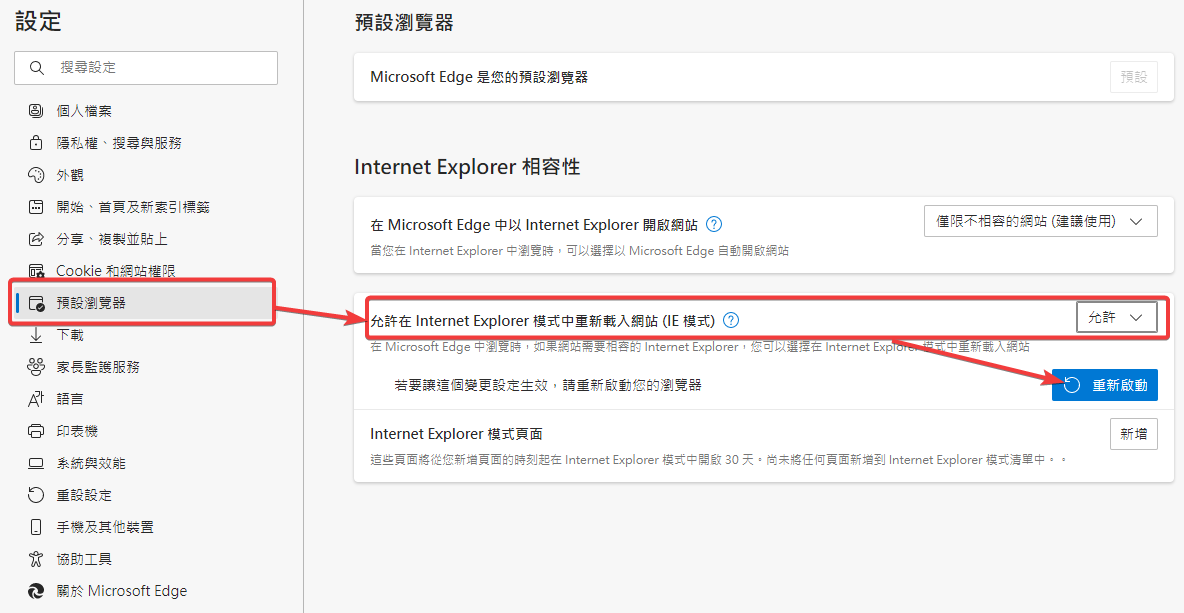 設定
搜尋設定
個人檔案
隱私權、搜尋與服務
外觀
開始、首頁及新索引標籤
分享、複製並貼上
Cookie 和網站權限
預設瀏覽器
下載
家長監護服務
語言
印表機
系統與效能
重設設定
手機及其他裝置
協助工具
關於 Microsoft Edge
預設瀏覽器
Microsoft Edge 是您的預設瀏覽器
預設
Internet Explorer 相容性
在 Microsoft Edge 中以 Internet Explorer 開啟網站
僅限不相容的網站 (建議使用)
當您在 Internet Explorer 中瀏覽時，可以選擇以 Microsoft Edge 自動開啟網站
允許在 Internet Explorer 模式中重新載入網站 (IE 模式)
允許
在 Microsoft Edge 中瀏覽時，如果網站需要相容的 Internet Explorer，您可以選擇在 Internet Explorer 模式中重新載入網站
若要讓這個變更設定生效，請重新啟動您的瀏覽器
重新啟動
Internet Explorer 模式頁面
新增
這些頁面將從您新增頁面的時刻起在 Internet Explorer 模式中開啟 30 天。尚未將任何頁面新增到 Internet Explorer 模式清單中。。